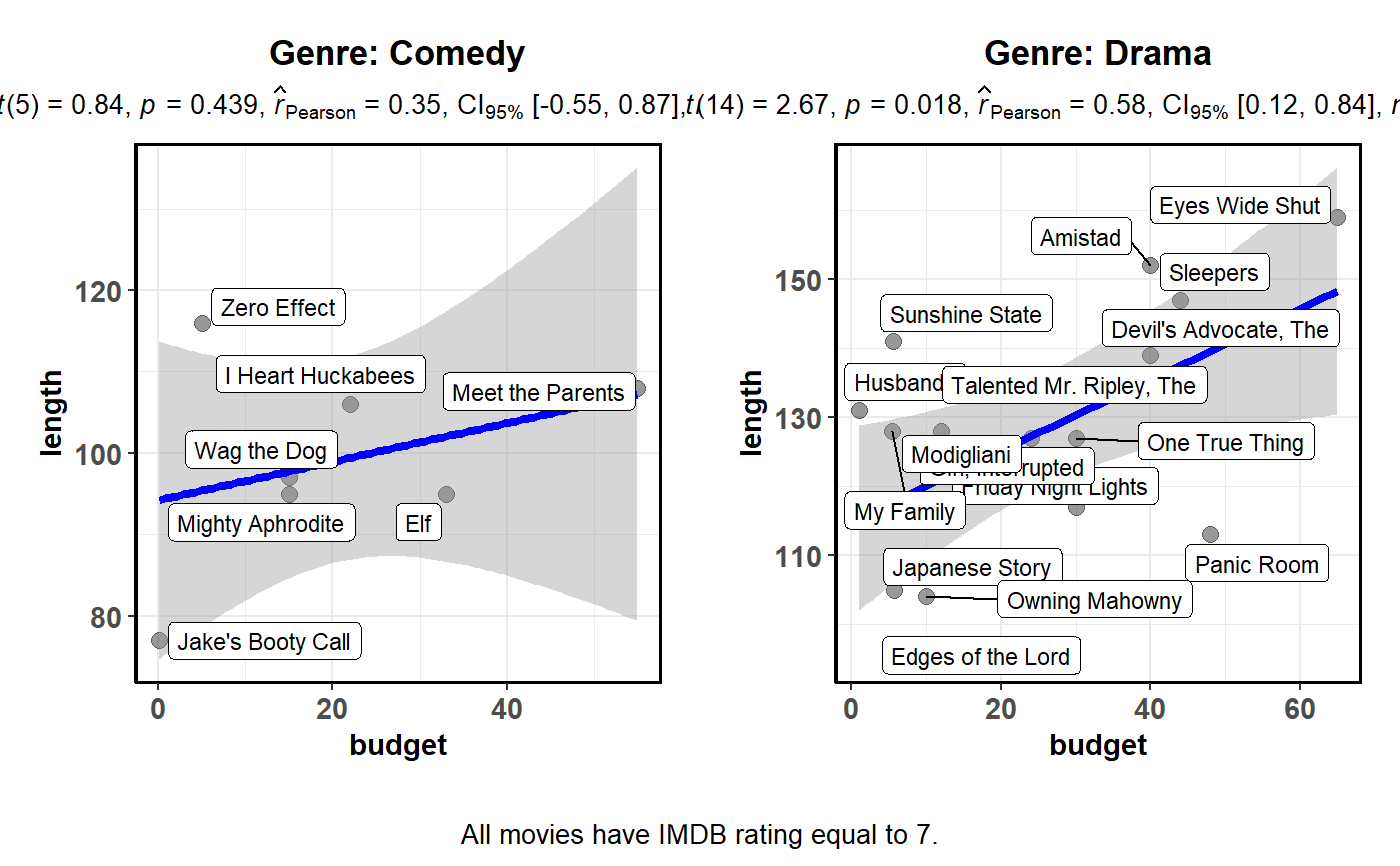 Genre: Comedy
t(5) = 0.84, p = 0.439, r̂Pearson = 0.35, CI95% [-0.55, 0.87],
120
100
80
length
Zero Effect
I Heart Huckabees
Meet the Parents
Wag the Dog
Mighty Aphrodite
Elf
Jake's Booty Call
0 20 40
budget
Genre: Drama
t(14) = 2.67, p = 0.018, r̂Pearson = 0.58, CI95% [0.12, 0.84],
150
130
110
length
Eyes Wide Shut
Amistad
Sleepers
Sunshine State
Devil's Advocate, The
Husband
Talented Mr. Ripley, The
One True Thing
Modigliani
Interrupted
Friday Night Lights
My Family
Panic Room
Japanese Story
Owning Mahowny
Edges of the Lord
0 20 40 60
budget
All movies have IMDB rating equal to 7.